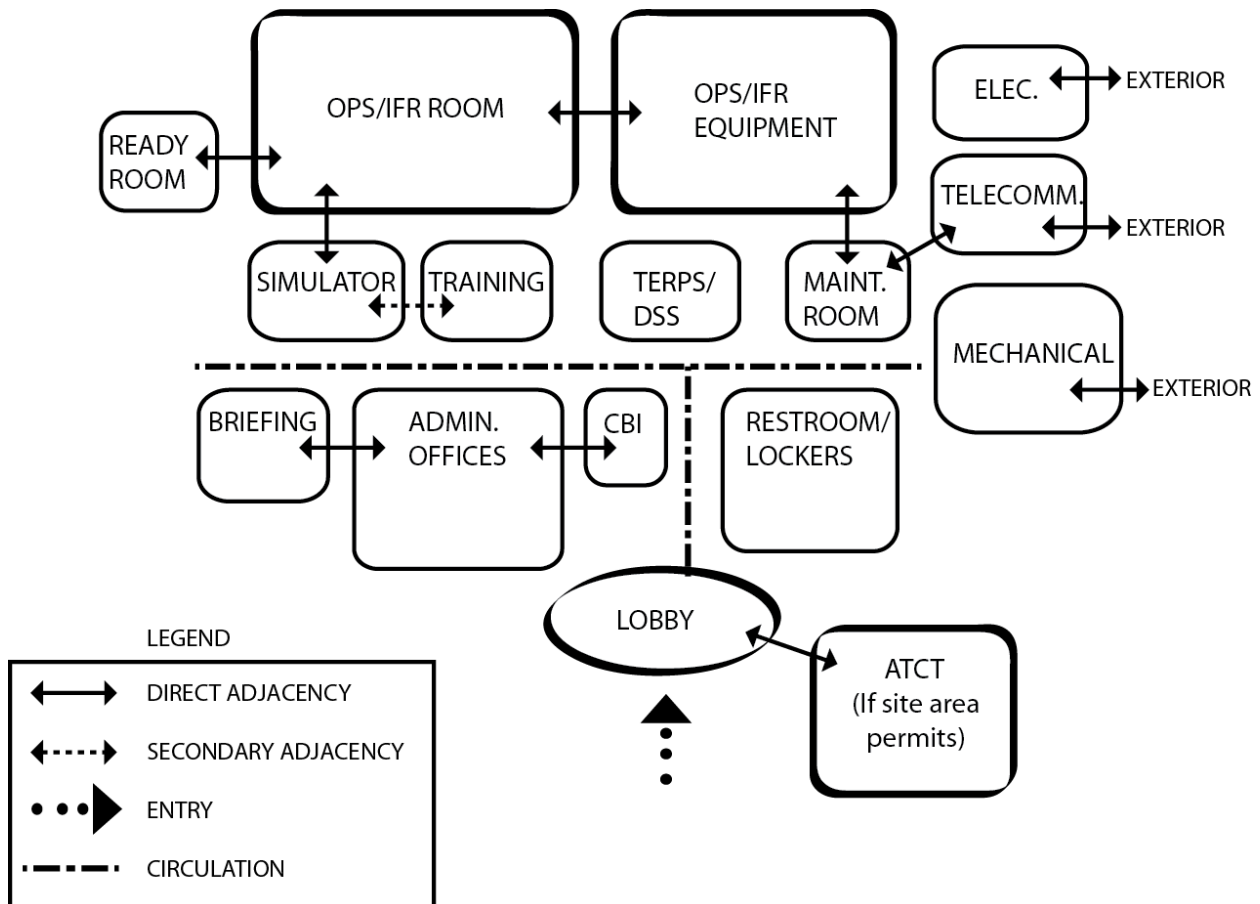 OPS/IFR ROOM
OPS/IFR
EQUIPMENT
ELEC.
EXTERIOR
READY
ROOM
TELECOMM.
EXTERIOR
SIMULATOR
TRAINING
TERPS/
DSS
MAINT.
ROOM
MECHANICAL
EXTERIOR
BRIEFING
ADMIN.
OFFICES
CBI
RESTROOM/
LOCKERS
LOBBY
ATCT
(If site area
permits)
LEGEND
DIRECT ADJACENCY
SECONDARY ADJACENCY
ENTRY
CIRCULATION